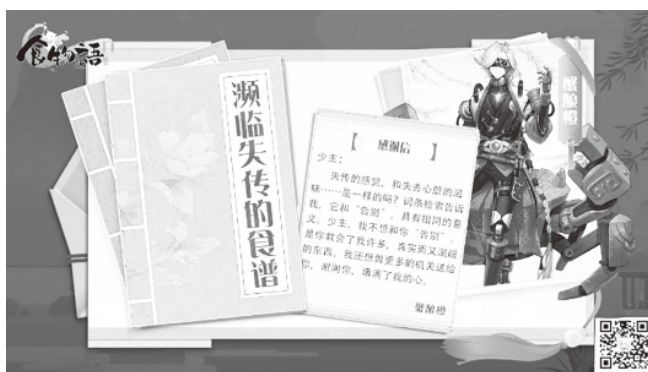 食物語
濒临失传的食谱
【 感谢信 】
少主：
失传的感觉，和失去心愿的滋
味……是一样的吗？词条检索告诉
我，它和“告别”，具有相同的意
义。少主，我不想和你“告别”。
是你教会了我许多，真实而又温暖
的东西。我还想做更多的机关送给
你，谢谢你，填满了我的心。
蟹酿橙
蟹酿橙